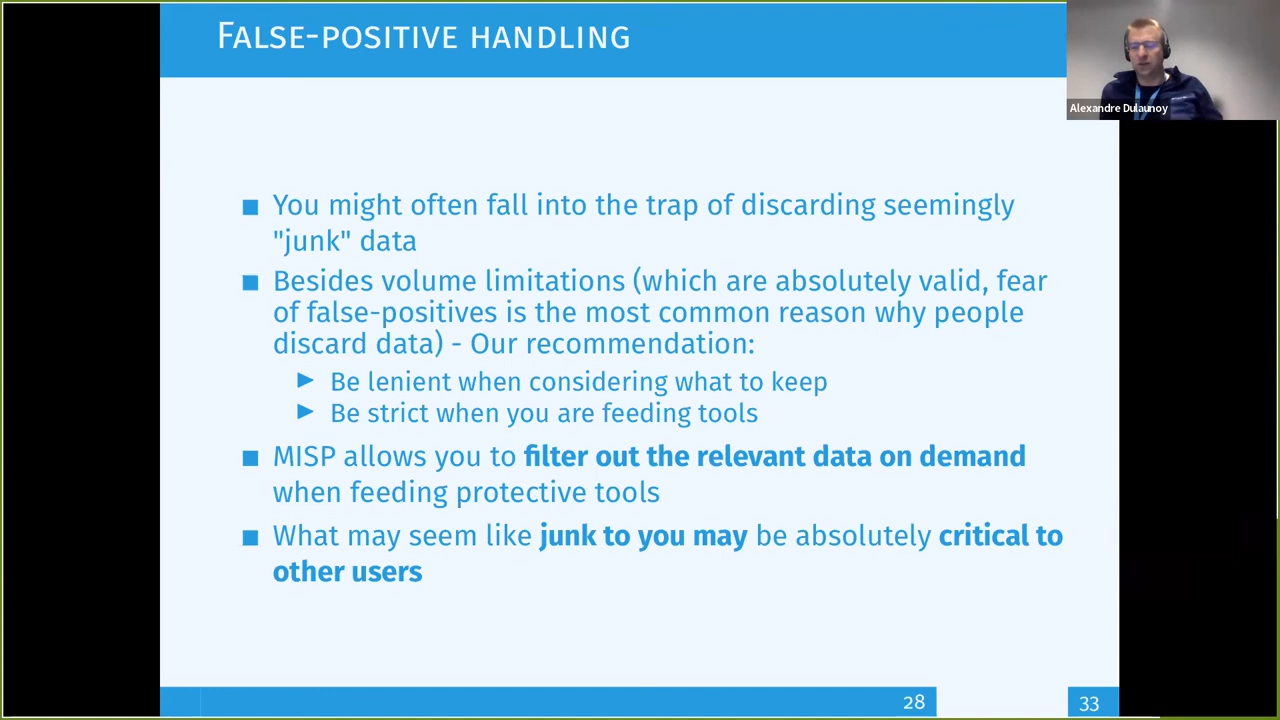 FALSE-POSITIVE HANDLING
Alexandre Dulaunoy
■ You might often fall into the trap of discarding seemingly
"junk" data
■ Besides volume limitations (which are absolutely valid, fear
of false-positives is the most common reason why people
discard data) - Our recommendation:
▶ Be lenient when considering what to keep
▶ Be strict when you are feeding tools
■ MISP allows you to filter out the relevant data on demand
when feeding protective tools
■ What may seem like junk to you may be absolutely critical to
other users
28
33